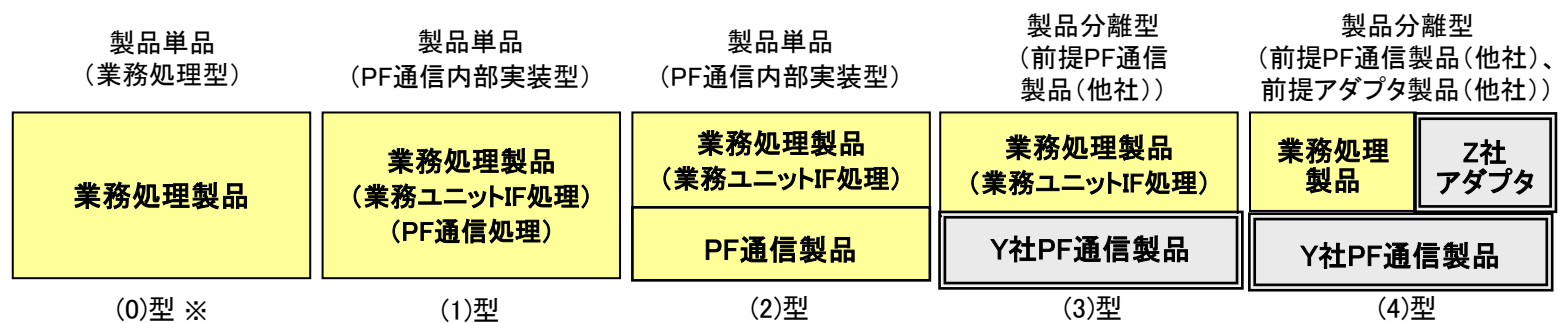 製品単品
（業務処理型）
業務処理製品
(0)型 ※
製品単品
（PF通信内部実装型）
業務処理製品
（業務ユニットIF処理）
（PF通信処理）
(1)型
製品単品
（PF通信内部実装型）
業務処理製品
（業務ユニットIF処理）
PF通信製品
(2)型
製品分離型
（前提PF通信
製品（他社））
業務処理製品
（業務ユニットIF処理）
Y社PF通信製品
(3)型
製品分離型
（前提PF通信製品（他社）、
前提アダプタ製品（他社））
業務処理
製品
Z社
アダプタ
Y社PF通信製品
(4)型